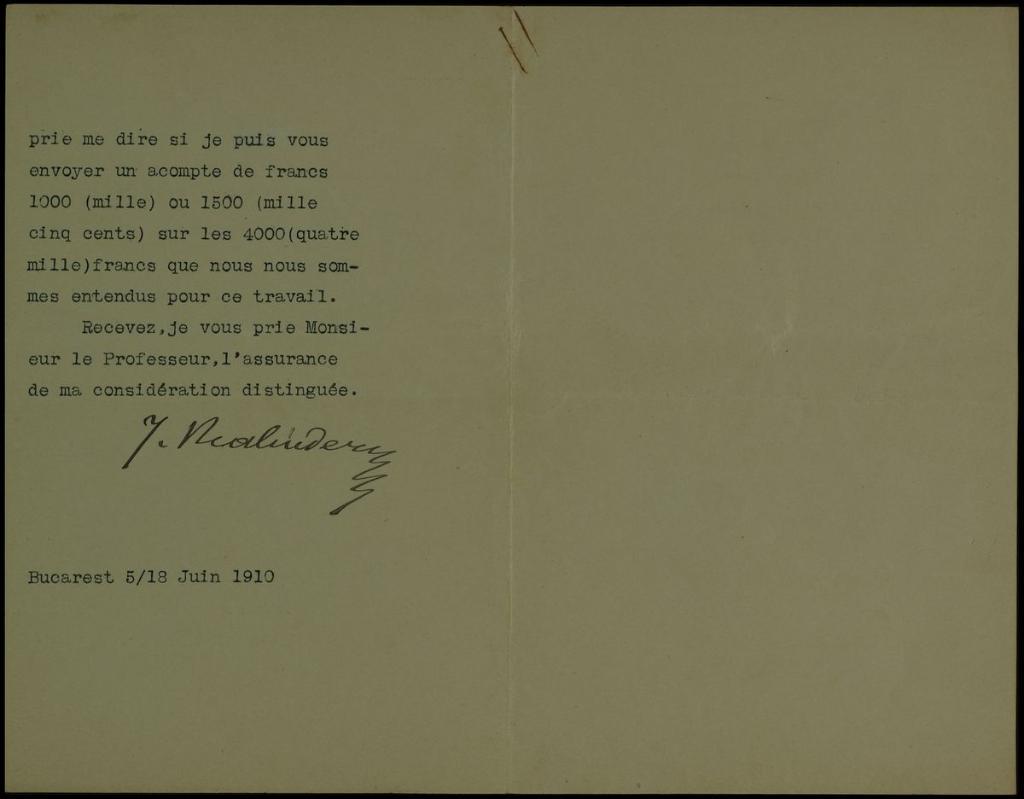 prie me dire si je puis vous
envoyer un acompte de francs
1000 (mille) ou 1500 (mille
cinq cents) sur les 4000(quatre
mille)francs que nous nous som-
mes entendus pour ce travail.
Recevez,je vous prie Monsi-
eur le Professeur,l'assurance
de ma considération distinguée.
J. Kalindery
Bucarest 5/18 Juin 1910